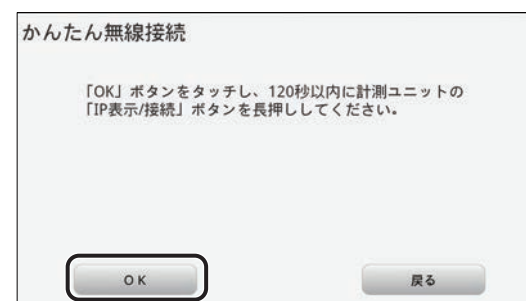 かんたん無線接続
「OK」ボタンをタッチし、120秒以内に計測ユニットの
「IP表示/接続」ボタンを長押ししてください。
OK
戻る